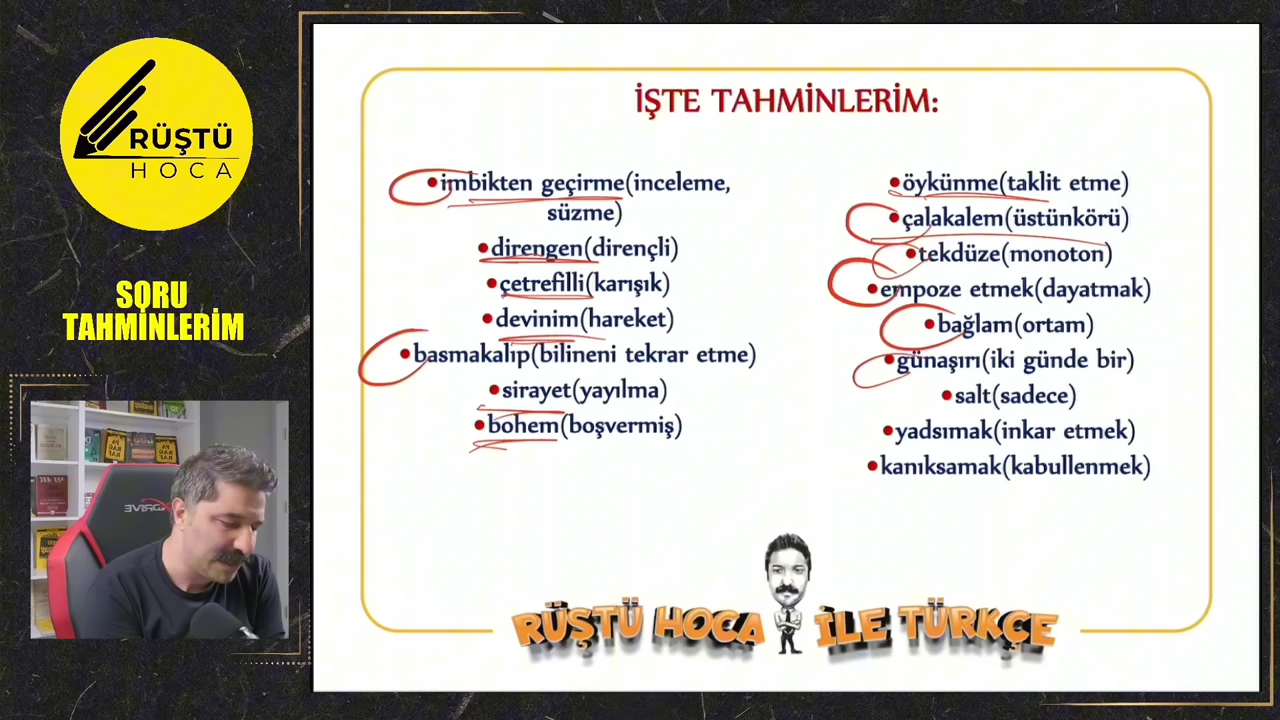 RÜŞTÜ
HOCA
SORU
TAHMİNLERİM
İŞTE TAHMİNLERİM:
•imbikten geçirme(inceleme,
süzme)
•direngen(dirençli)
•çetrefilli(karışık)
•devinim(hareket)
•basmakalıp(bilineni tekrar etme)
•sirayet(yayılma)
•bohem(boşvermiş)
•öykünme(taklit etme)
•çalakalem(üstünkörü)
•tekdüze(monoton)
•empoze etmek(dayatmak)
•bağlam(ortam)
•günaşırı(iki günde bir)
•salt(sadece)
•yadsımak(inkar etmek)
•kanıksamak(kabullenmek)
RÜŞTÜ HOCA İLE TÜRKÇE